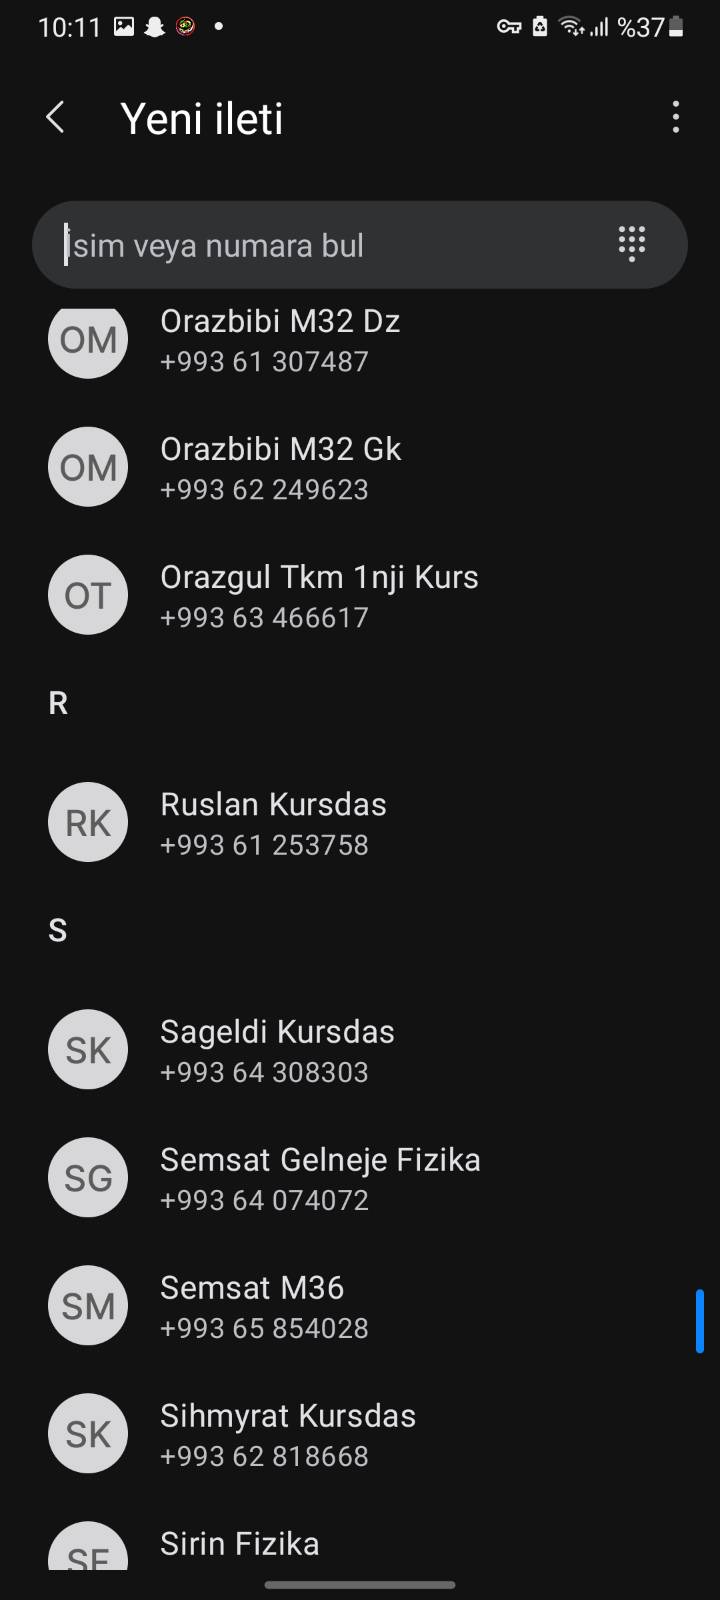 10:11 %37
Yeni ileti
İsim veya numara bul
OM Orazbibi M32 Dz
+993 61 307487
OM Orazbibi M32 Gk
+993 62 249623
OT Orazgul Tkm 1nji Kurs
+993 63 466617
R
RK Ruslan Kursdas
+993 61 253758
S
SK Sageldi Kursdas
+993 64 308303
SG Semsat Gelneje Fizika
+993 64 074072
SM Semsat M36
+993 65 854028
SK Sihmyrat Kursdas
+993 62 818668
SF Sirin Fizika